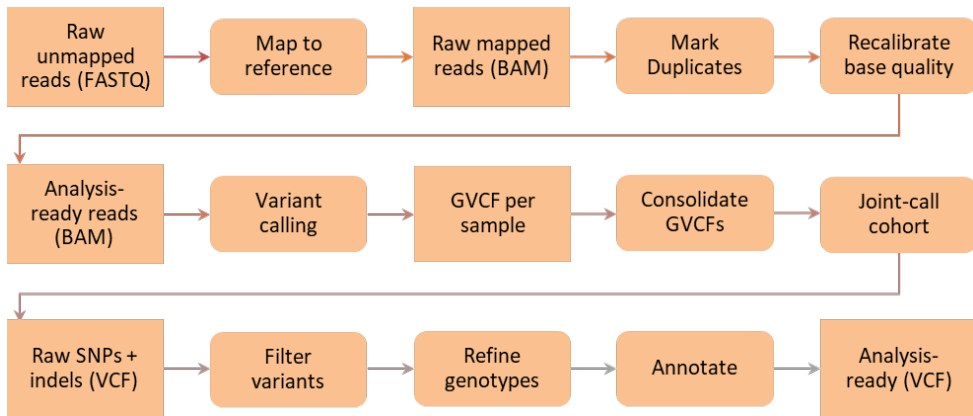 Raw
unmapped
reads (FASTQ)
Map to
reference
Raw mapped
reads (BAM)
Mark
Duplicates
Recalibrate
base quality
Analysis-
ready reads
(BAM)
Variant
calling
GVCF per
sample
Consolidate
GVCFs
Joint-call
cohort
Raw SNPs +
indels (VCF)
Filter
variants
Refine
genotypes
Annotate
Analysis-
ready (VCF)